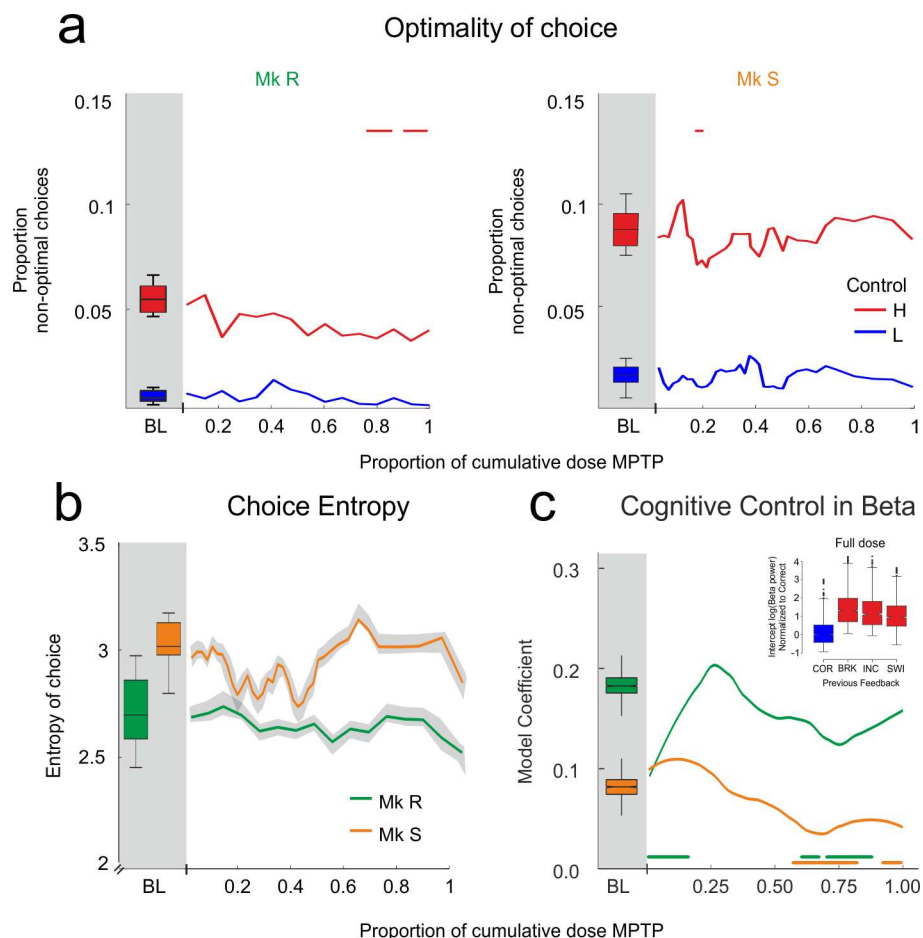 a
Optimality of choice
Mk R
Mk S
0.15
0.1
0.05
Proportion
non-optimal choices
BL
0.2
0.4
0.6
0.8
1
0.15
0.1
0.05
Proportion
non-optimal choices
Control
H
L
BL
0.2
0.4
0.6
0.8
1
Proportion of cumulative dose MPTP
b
Choice Entropy
3.5
3
2.5
2
Entropy of choice
Mk R
Mk S
BL
0.2
0.4
0.6
0.8
1
c
Cognitive Control in Beta
0.3
0.2
0.1
0.0
Model Coefficient
Full dose
Intercept log(Beta power)
Normalized to Correct
4
3
2
1
0
-1
COR BRK INC SWI
Previous Feedback
BL
0.25
0.50
0.75
1.00
Proportion of cumulative dose MPTP